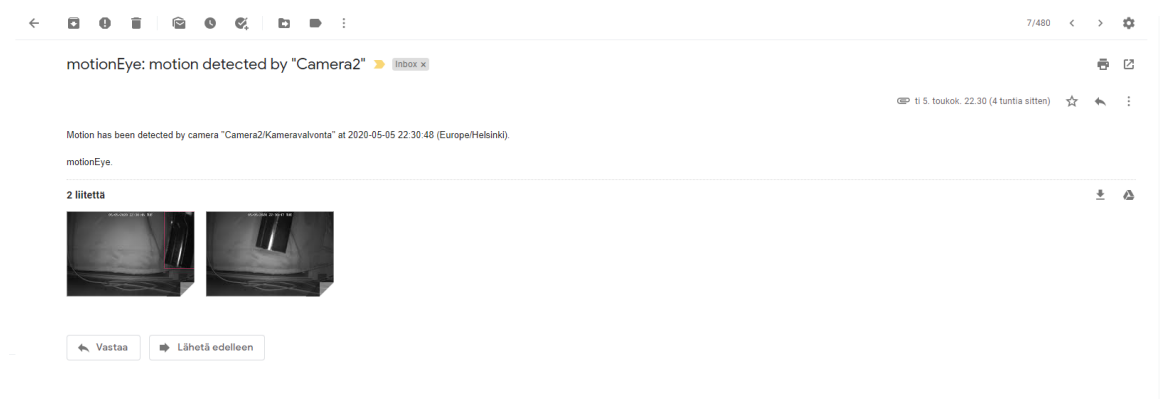 7/480
motionEye: motion detected by "Camera2" Inbox x
ti 5. toukok. 22.30 (4 tuntia sitten)
Motion has been detected by camera "Camera2/Kameravalvonta" at 2020-05-05 22:30:48 (Europe/Helsinki).
motionEye.
2 liitettä
Vastaa Lähetä edelleen